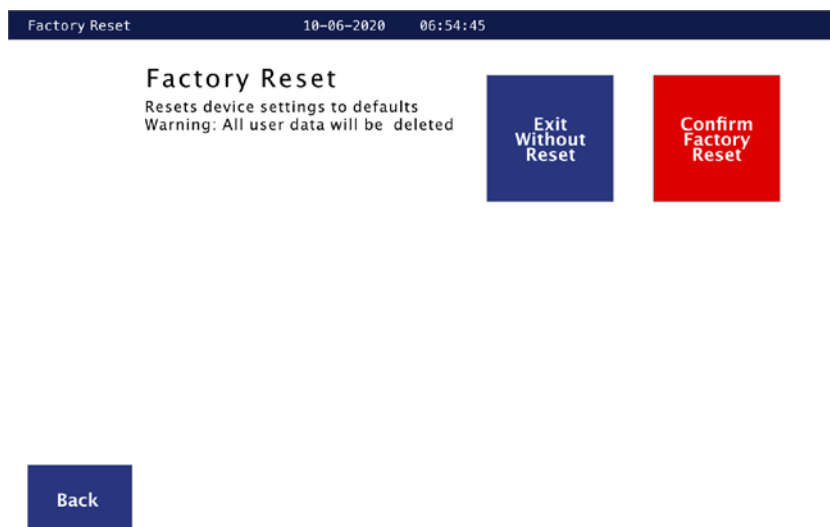 Factory Reset 10-06-2020 06:54:45
Factory Reset
Resets device settings to defaults
Warning: All user data will be deleted
Exit
Without
Reset
Confirm
Factory
Reset
Back